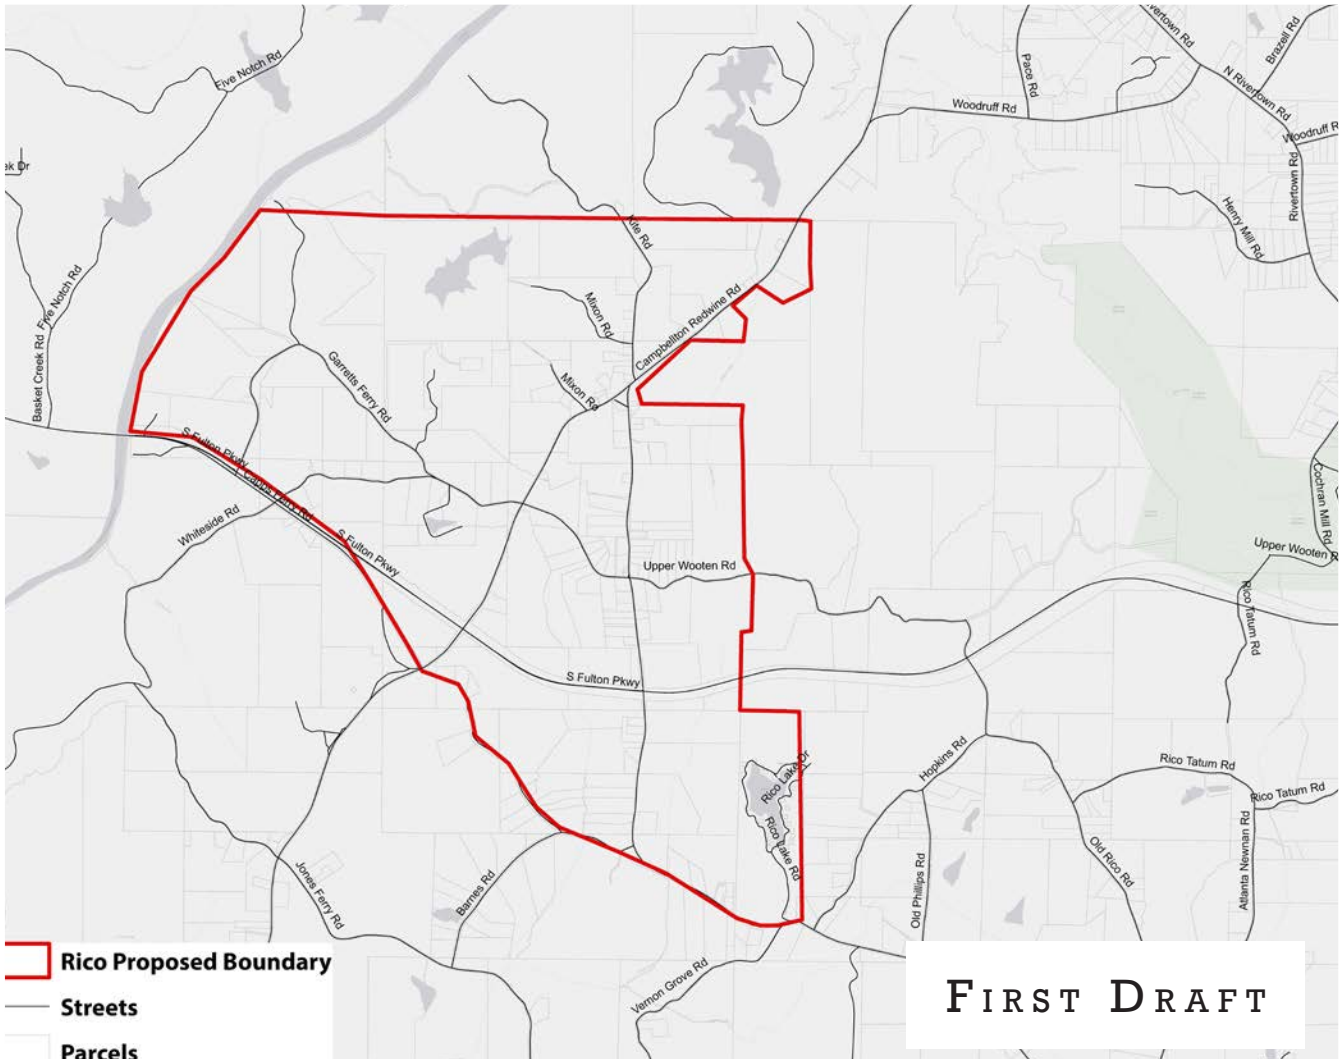 Five Notch Rd
Pace Rd
Woodruff Rd
N Rivertown Rd
Brazell Rd
Woodruff R
Rivertown Rd
Henry Mill Rd
Five Notch Rd
Basket Creek Rd
Kite Rd
Mixon Rd
Campbellton Redwine Rd
Garretts Ferry Rd
Mixon Rd
S Fulton Pkwy
Capps Ferry Rd
Whiteside Rd
S Fulton Pkwy
Upper Wooten Rd
Cochran Mill Rd
Upper Wooten R
Rico Tatum Rd
S Fulton Pkwy
Rico Lake Dr
Rico Lake Rd
Hopkins Rd
Rico Tatum Rd
Rico Tatum Rd
Old Rico Rd
Atlanta Newnan Rd
Old Phillips Rd
Jones Ferry Rd
Barnes Rd
Vernon Grove Rd
Rico Proposed Boundary
Streets
Parcels
FIRST DRAFT